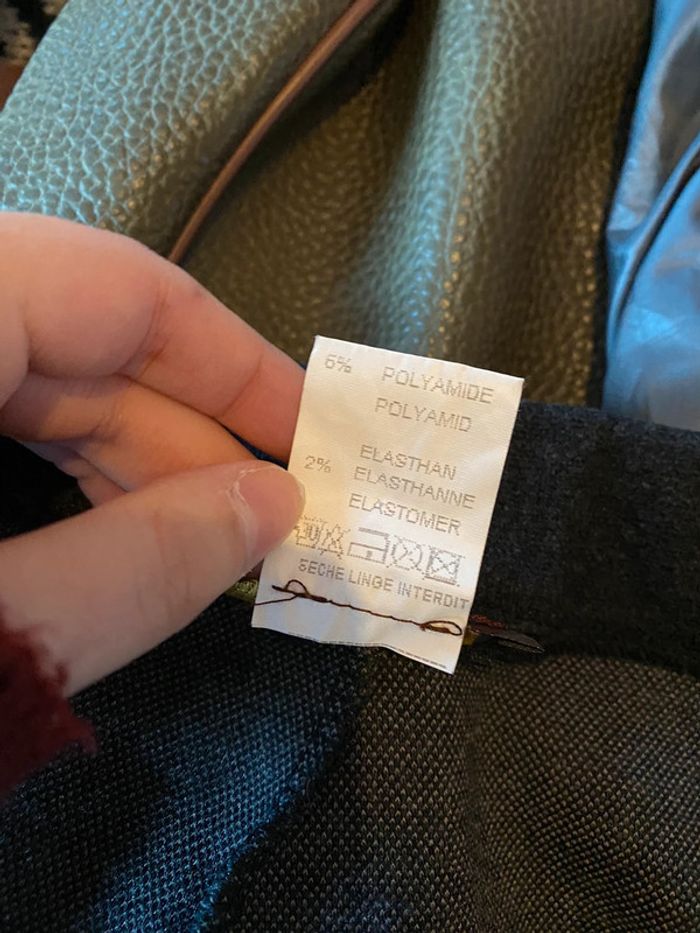 6% POLYAMIDE
POLYAMID
2% ELASTHAN
ELASTHANNE
ELASTOMER
SECHE LINGE INTERDIT